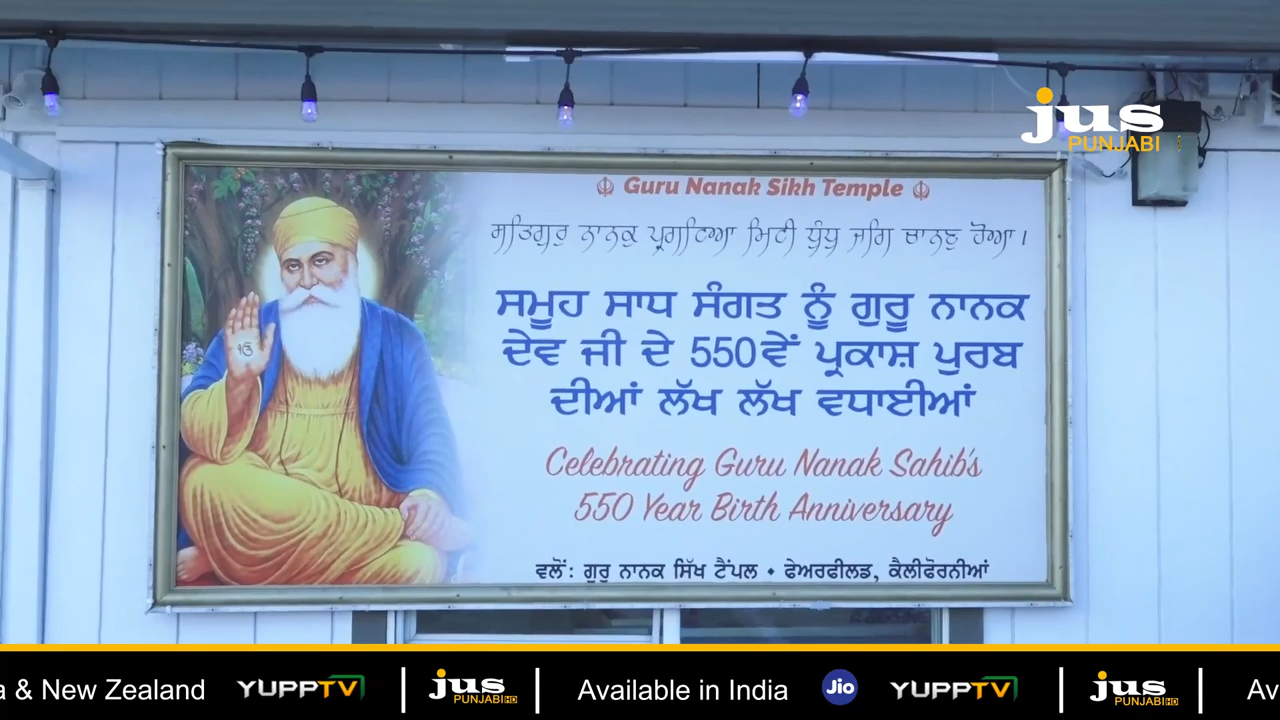 jus
PUNJABI
Guru Nanak Sikh Temple
ਸਤਿਗੁਰੁ ਨਾਨਕੁ ਪ੍ਰਗਟਿਆ ਮਿਟੀ ਧੁੰਧੁ ਜਗਿ ਚਾਨਣੁ ਹੋਆ।
ਸਮੂਹ ਸਾਧ ਸੰਗਤ ਨੂੰ ਗੁਰੂ ਨਾਨਕ
ਦੇਵ ਜੀ ਦੇ 550ਵੇਂ ਪ੍ਰਕਾਸ਼ ਪੁਰਬ
ਦੀਆਂ ਲੱਖ ਲੱਖ ਵਧਾਈਆਂ
ੴ
Celebrating Guru Nanak Sahib's
550 Year Birth Anniversary
ਵਲੋਂ: ਗੁਰੂ ਨਾਨਕ ਸਿੱਖ ਟੈਂਪਲ • ਫੇਅਰਫੀਲਡ, ਕੈਲੀਫੋਰਨੀਆਂ
a & New Zealand YUPPTV | jus PUNJABI HD | Available in India Jio YUPPTV | jus PUNJABI HD | Av